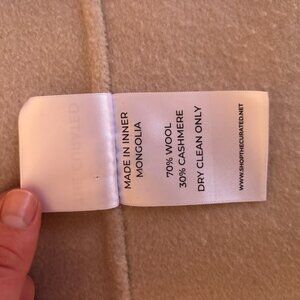 MADE IN INNER
MONGOLIA
70% WOOL
30% CASHMERE
DRY CLEAN ONLY
WWW.SHOPTHECURATED.NET